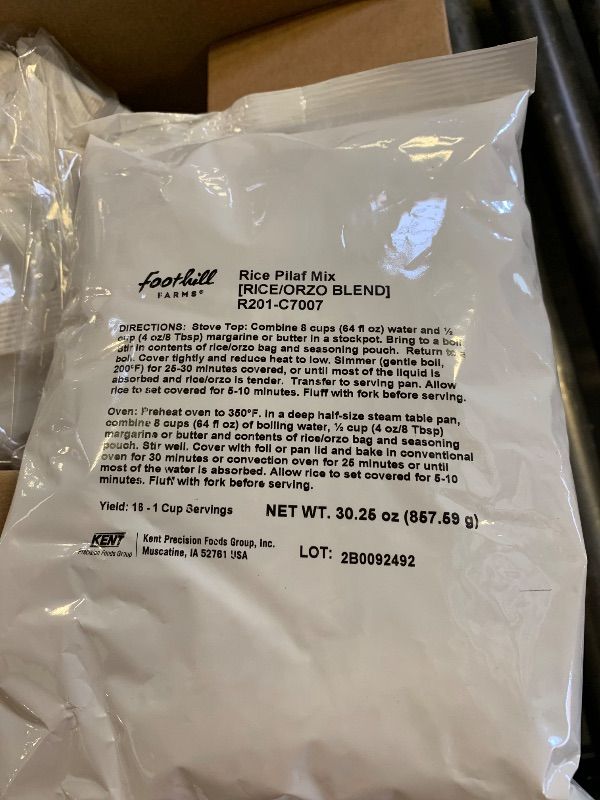 foothill
FARMS®
Rice Pilaf Mix
[RICE/ORZO BLEND]
R201-C7007
DIRECTIONS: Stove Top: Combine 8 cups (64 fl oz) water and ½
cup (4 oz/8 Tbsp) margarine or butter in a stockpot. Bring to a boil
stir in contents of rice/orzo bag and seasoning pouch. Return to a
boil. Cover tightly and reduce heat to low. Simmer (gentle boil,
200°F) for 25-30 minutes covered, or until most of the liquid is
absorbed and rice/orzo is tender. Transfer to serving pan. Allow
rice to set covered for 5-10 minutes. Fluff with fork before serving.
Oven: Preheat oven to 350°F. In a deep half-size steam table pan,
combine 8 cups (64 fl oz) of boiling water, ½ cup (4 oz/8 Tbsp)
margarine or butter and contents of rice/orzo bag and seasoning
pouch. Stir well. Cover with foil or pan lid and bake in conventional
oven for 30 minutes or convection oven for 25 minutes or until
most of the water is absorbed. Allow rice to set covered for 5-10
minutes. Fluff with fork before serving.
Yield: 18 - 1 Cup Servings NET WT. 30.25 oz (857.59 g)
KENT
Precision Foods Group
Kent Precision Foods Group, Inc.
Muscatine, IA 52761 USA
LOT: 2B0092492